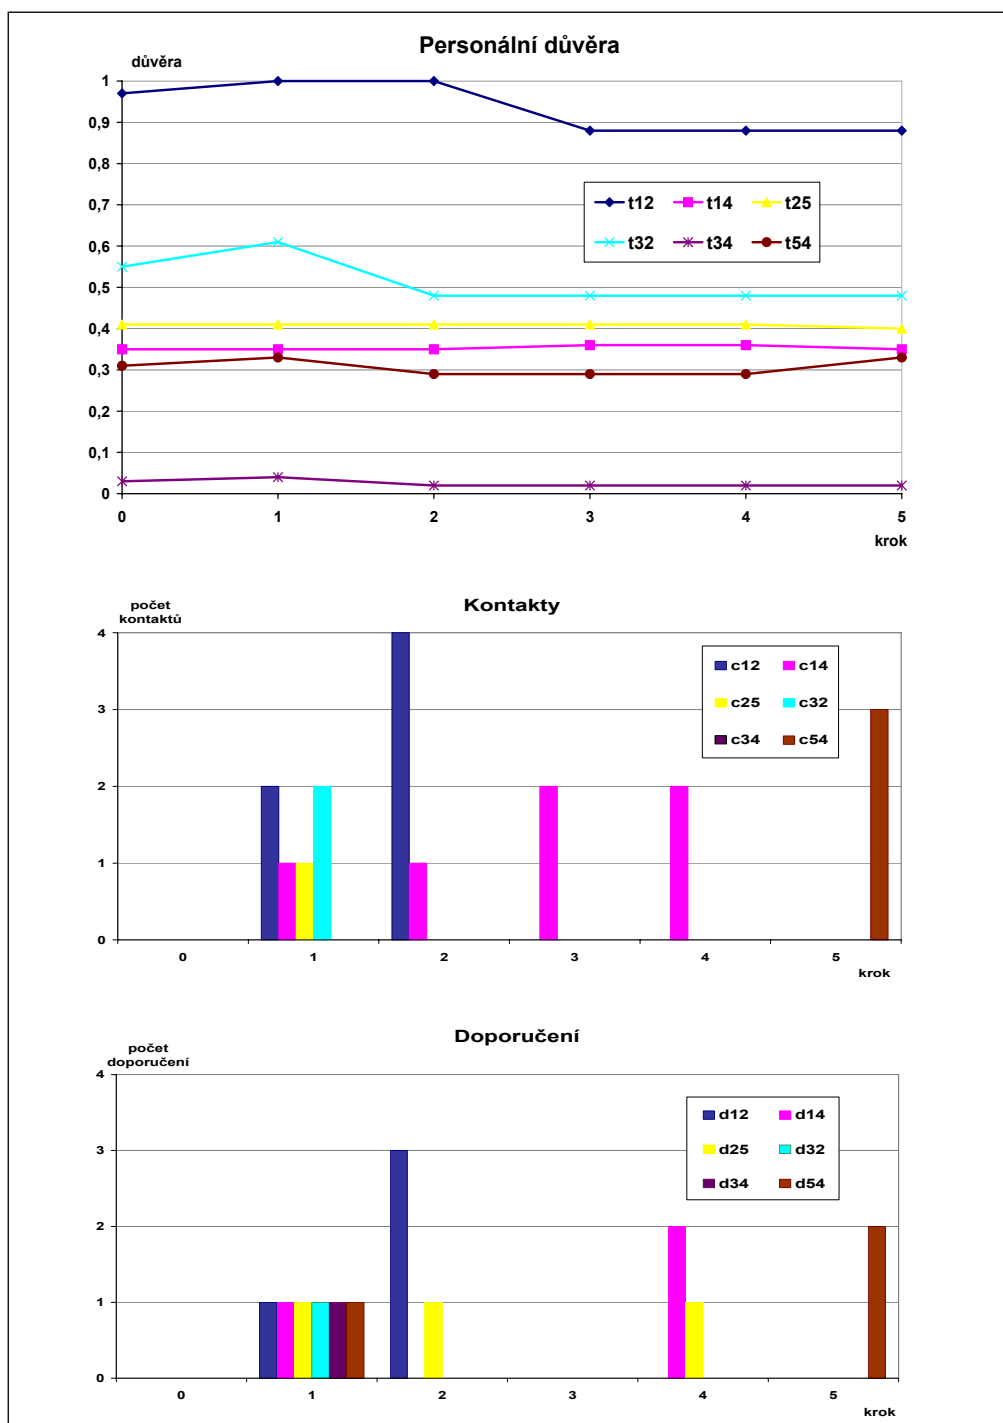 Personální důvěra
důvěra
1
0,9
0,8
0,7
0,6
0,5
0,4
0,3
0,2
0,1
0
t12 t14 t25
t32 t34 t54
0 1 2 3 4 5
krok
Kontakty
počet
kontaktů
4
3
2
1
0
c12 c14
c25 c32
c34 c54
0 1 2 3 4 5
krok
Doporučení
počet
doporučení
4
3
2
1
0
d12 d14
d25 d32
d34 d54
0 1 2 3 4 5
krok